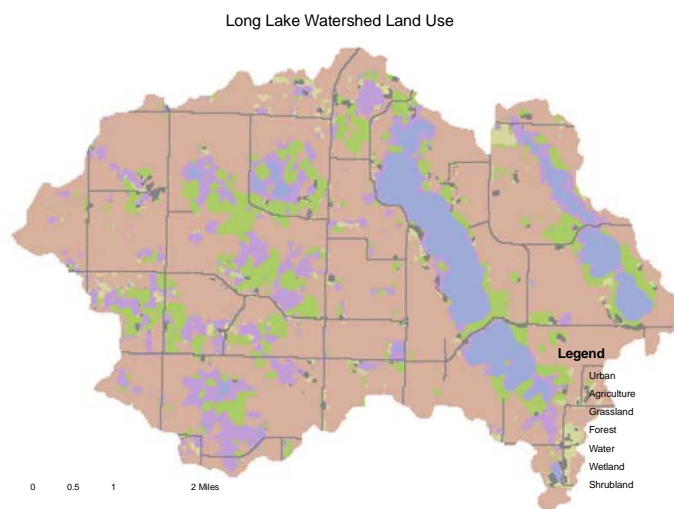 Long Lake Watershed Land Use
Legend
Urban
Agriculture
Grassland
Forest
Water
Wetland
Shrubland
0 0.5 1 2 Miles